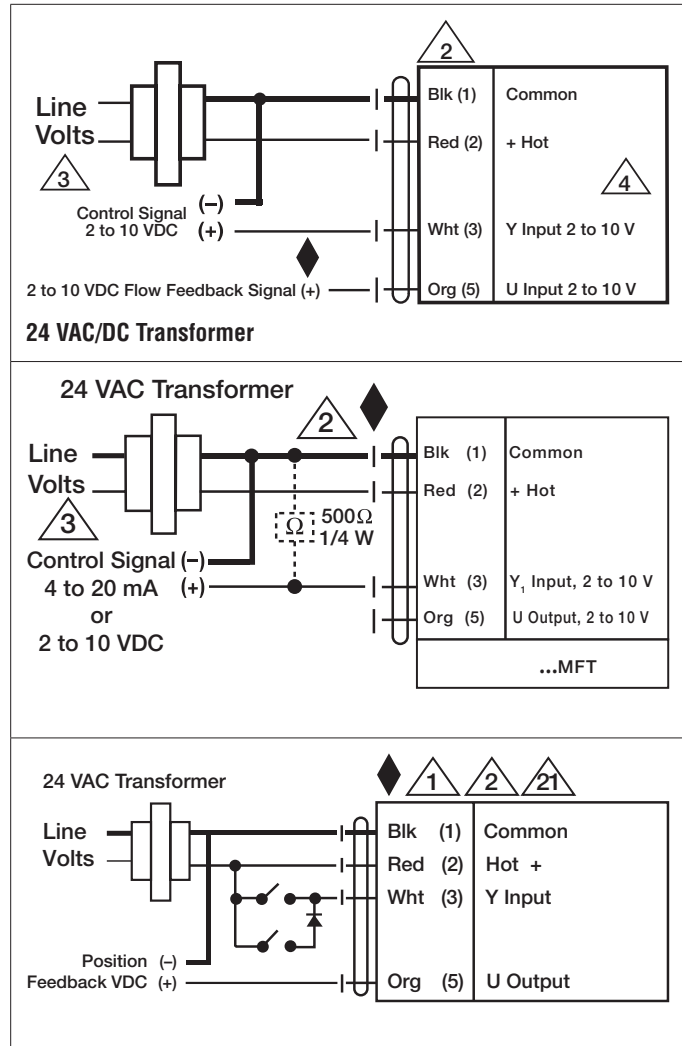 2
Blk (1) Common
Line
Volts
Red (2) + Hot
3
4
Control Signal (–)
2 to 10 VDC (+)
Wht (3) Y Input 2 to 10 V
2 to 10 VDC Flow Feedback Signal (+)
Org (5) U Input 2 to 10 V
24 VAC/DC Transformer
24 VAC Transformer
2
Line
Volts
Blk (1) Common
Red (2) + Hot
3
Ω
500Ω
1/4 W
Control Signal (–)
4 to 20 mA (+)
or
2 to 10 VDC
Wht (3) Y₁ Input, 2 to 10 V
Org (5) U Output, 2 to 10 V
...MFT
24 VAC Transformer
1 2 21
Line
Volts
Blk (1) Common
Red (2) Hot +
Wht (3) Y Input
Position (–)
Feedback VDC (+)
Org (5) U Output